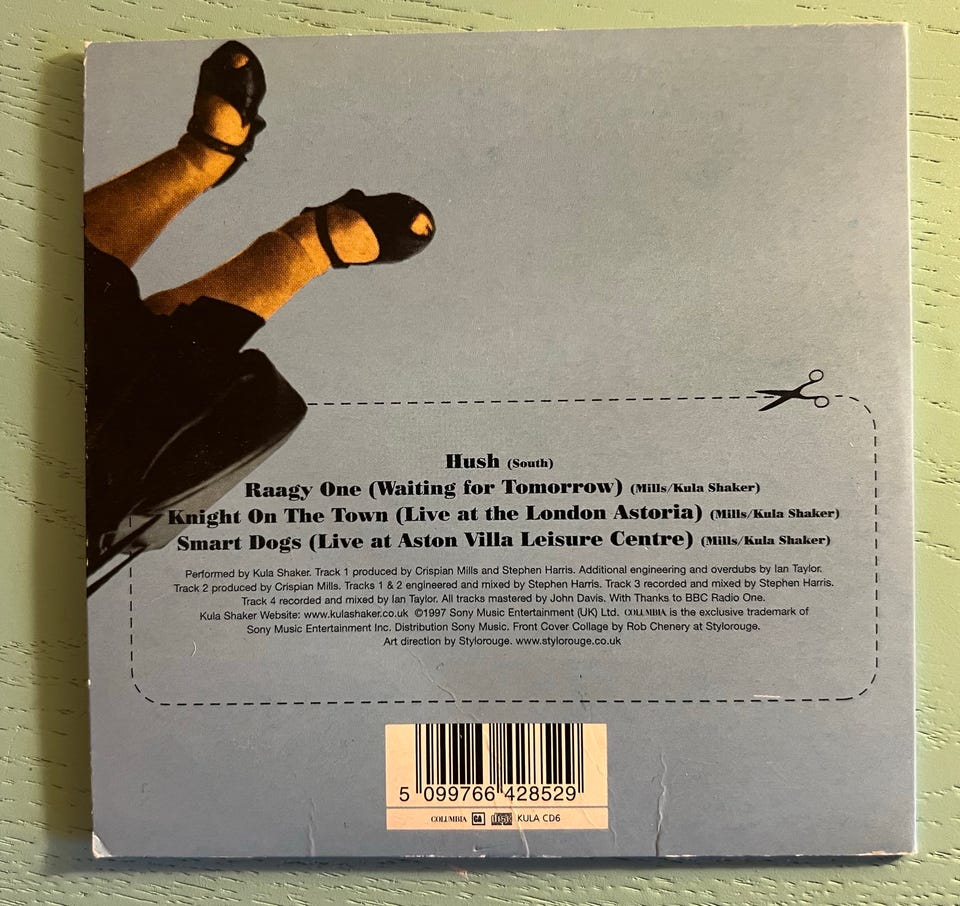 Hush (South)
Raagy One (Waiting for Tomorrow) (Mills/Kula Shaker)
Knight On The Town (Live at the London Astoria) (Mills/Kula Shaker)
Smart Dogs (Live at Aston Villa Leisure Centre) (Mills/Kula Shaker)
Performed by Kula Shaker. Track 1 produced by Crispian Mills and Stephen Harris. Additional engineering and overdubs by Ian Taylor.
Track 2 produced by Crispian Mills. Tracks 1 & 2 engineered and mixed by Stephen Harris. Track 3 recorded and mixed by Stephen Harris.
Track 4 recorded and mixed by Ian Taylor. All tracks mastered by John Davis. With Thanks to BBC Radio One.
Kula Shaker Website: www.kulashaker.co.uk ©1997 Sony Music Entertainment (UK) Ltd. COLUMBIA is the exclusive trademark of
Sony Music Entertainment Inc. Distribution Sony Music. Front Cover Collage by Rob Chenery at Stylorouge.
Art direction by Stylorouge. www.stylorouge.co.uk
5 099766 428529
COLUMBIA CA disc KULA CD6